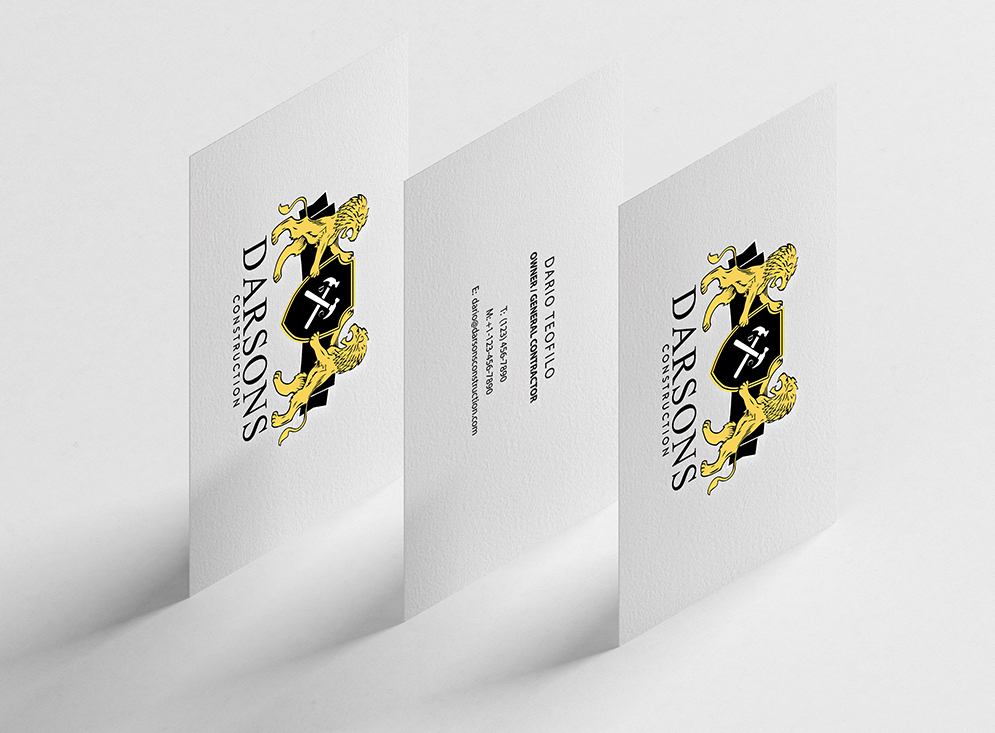 DARSONS
CONSTRUCTION
DARIO TEOFILO
OWNER / GENERAL CONTRACTOR
T: (123) 456-7890
M: +1-123-456-7890
E: dario@darsonsconstruction.com
DARSONS
CONSTRUCTION